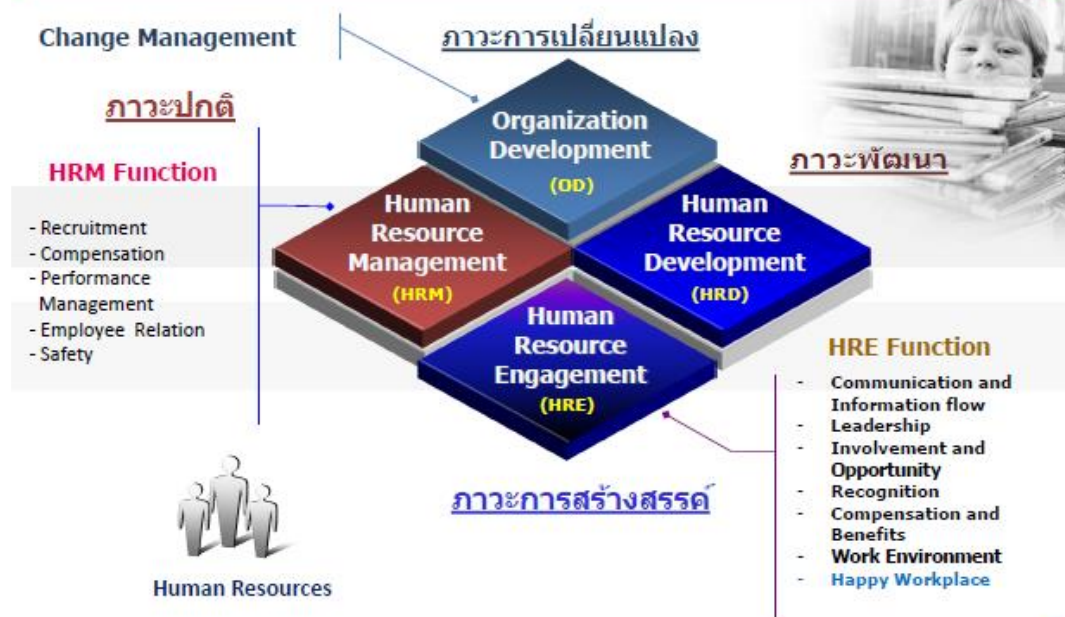 Change Management
ภาวะการเปลี่ยนแปลง
ภาวะปกติ
Organization
Development
(OD)
ภาวะพัฒนา
HRM Function
- Recruitment
- Compensation
- Performance
Management
- Employee Relation
- Safety
Human
Resource
Management
(HRM)
Human
Resource
Development
(HRD)
Human
Resource
Engagement
(HRE)
HRE Function
- Communication and
Information flow
- Leadership
- Involvement and
Opportunity
- Recognition
- Compensation and
Benefits
- Work Environment
- Happy Workplace
ภาวะการสร้างสรรค์
Human Resources